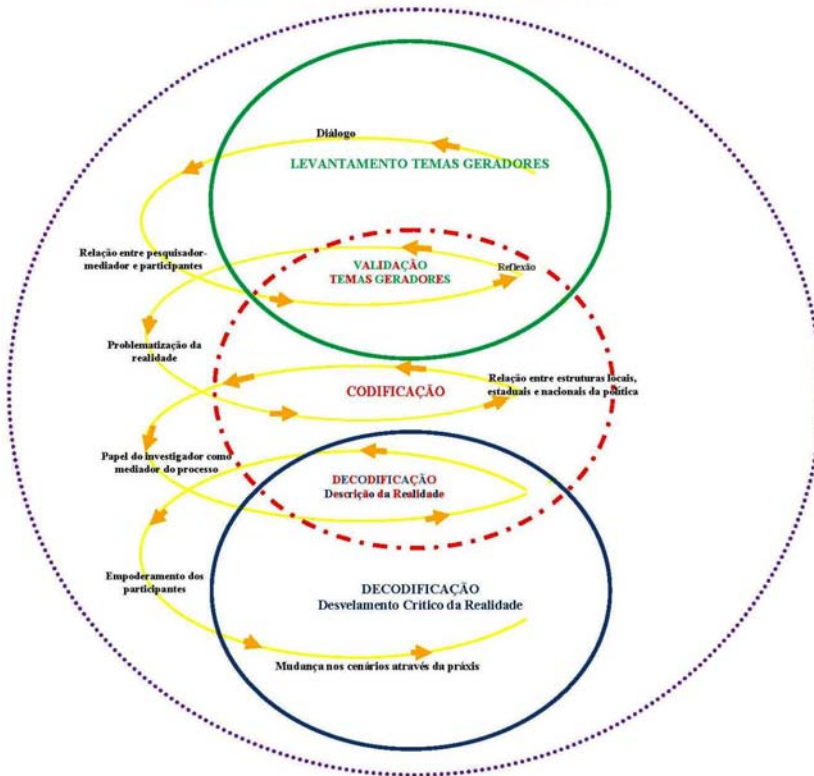 Diálogo
LEVANTAMENTO TEMAS GERADORES
Relação entre pesquisador-
mediador e participantes
VALIDAÇÃO
TEMAS GERADORES
Reflexão
Problematização da
realidade
CODIFICAÇÃO
Relação entre estruturas locais,
estaduais e nacionais da política
Papel do investigador como
mediador do processo
DECODIFICAÇÃO
Descrição da Realidade
Empoderamento dos
participantes
DECODIFICAÇÃO
Desvelamento Crítico da Realidade
Mudança nos cenários através da práxis